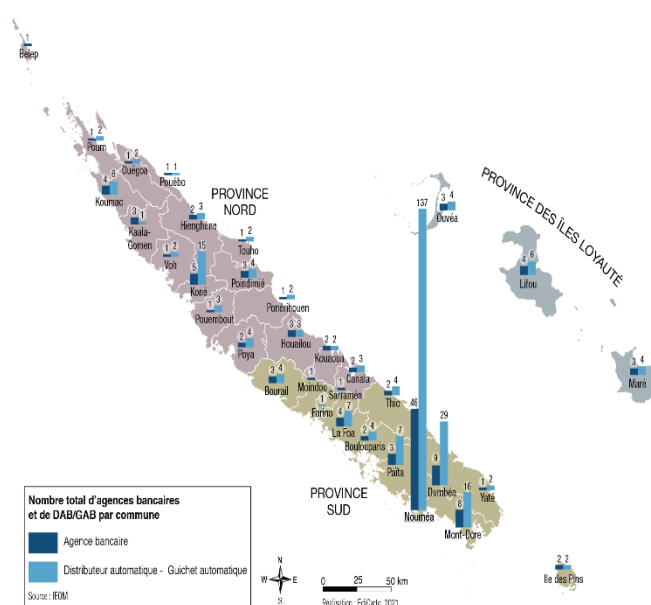 1
Belep
1 2
Poum
1 2
Ouégoa
1 1
Pouébo
4 6
Koumac
PROVINCE
NORD
2 3
Hienghène
3 1
Kaala-
Gomen
1 2
Touho
1 2
Voh
5 15
Koné
3 4
Poindimié
1 2
Ponérihouen
1 3
Pouembout
2 4
Poya
3 3
Houaïlou
2 2
Kouaoua
2 3
Canala
3 4
Bourail
1
Moindou
1
Sarraméa
2 4
Thio
1
Farino
4 7
La Foa
2 4
Boulouparis
3 7
Païta
46 137
Nouméa
9 29
Dumbéa
1 2
Yaté
8 16
Mont-Dore
PROVINCE
SUD
PROVINCE DES ÎLES LOYAUTÉ
3 4
Ouvéa
4 6
Lifou
3 4
Maré
2 2
Ile des Pins
Nombre total d'agences bancaires
et de DAB/GAB par commune
Agence bancaire
Distributeur automatique - Guichet automatique
Source : IEOM.
N
W E
S
0 25 50 km
Réalisation : EdiCarto, 2021